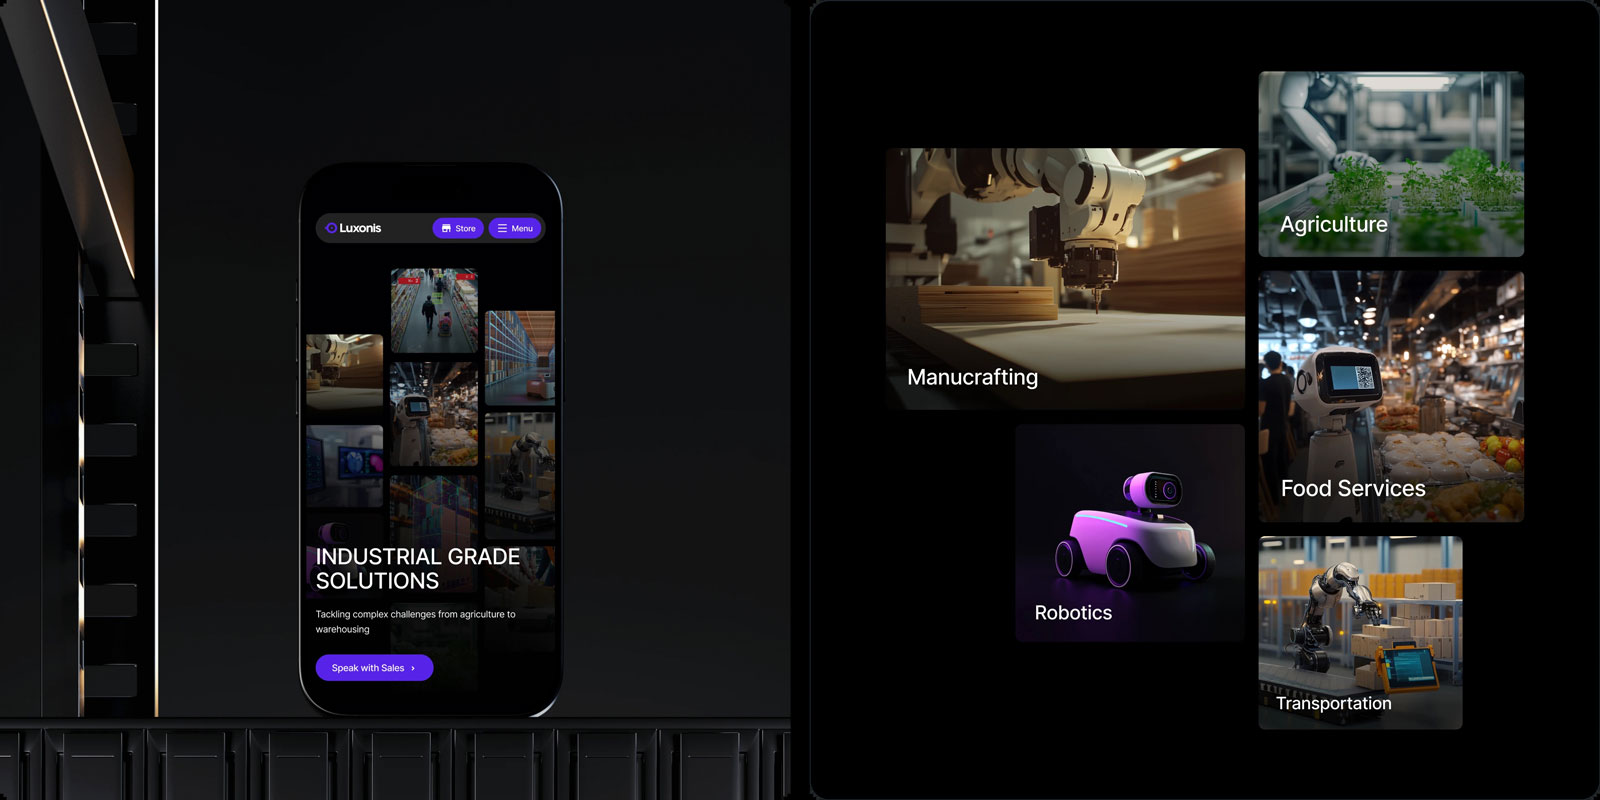 Luxonis
Store
Menu
INDUSTRIAL GRADE
SOLUTIONS
Tackling complex challenges from agriculture to
warehousing
Speak with Sales
Manucrafting
Agriculture
Food Services
Robotics
Transportation